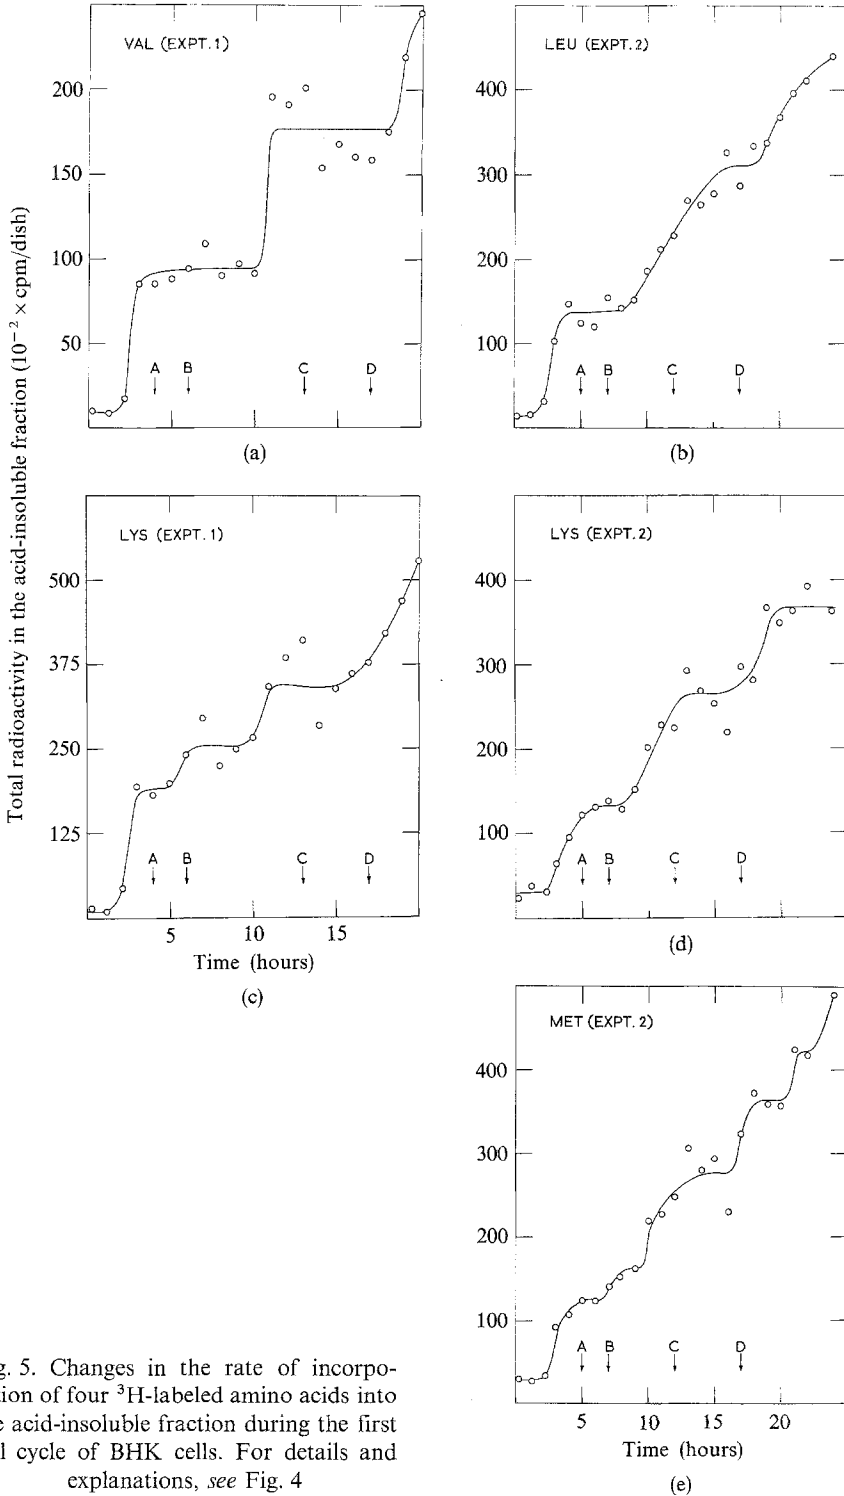 Total radioactivity in the acid-insoluble fraction (10⁻² × cpm/dish)
VAL (EXPT. 1)
200
150
100
50
A B C D
(a)
LEU (EXPT. 2)
400
300
200
100
A B C D
(b)
LYS (EXPT. 1)
500
375
250
125
A B C D
5 10 15
Time (hours)
(c)
LYS (EXPT. 2)
400
300
200
100
A B C D
(d)
MET (EXPT. 2)
400
300
200
100
A B C D
5 10 15 20
Time (hours)
(e)
g. 5. Changes in the rate of incorpo-
tion of four ³H-labeled amino acids into
e acid-insoluble fraction during the first
l cycle of BHK cells. For details and
explanations, see Fig. 4